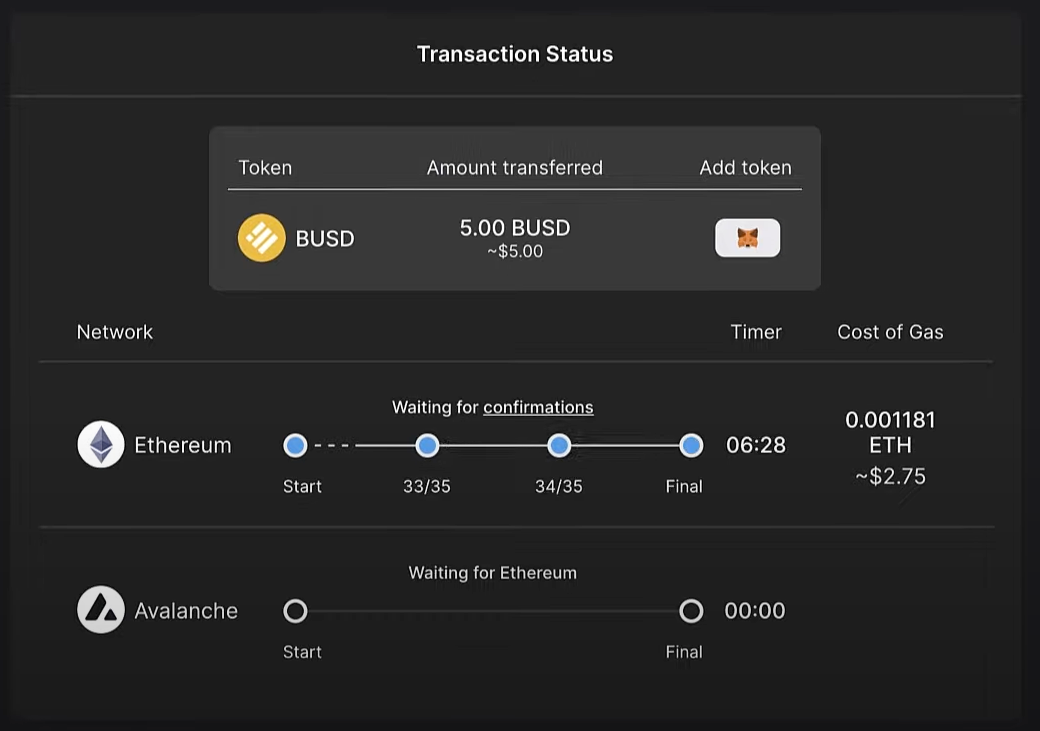 Transaction Status
Token
Amount transferred
Add token
BUSD
5.00 BUSD
~$5.00
Network
Timer
Cost of Gas
Waiting for confirmations
Ethereum
06:28
0.001181
ETH
~$2.75
Start
33/35
34/35
Final
Waiting for Ethereum
Avalanche
00:00
Start
Final